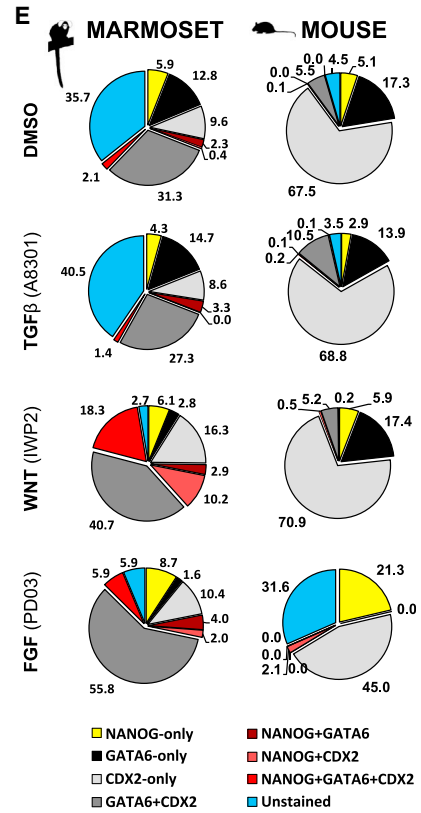 E
MARMOSET MOUSE
DMSO
5.9
12.8
9.6
2.3
0.4
31.3
2.1
35.7
0.0 4.5 5.1
0.0 5.5
0.1
17.3
67.5
TGFβ (A8301)
4.3
14.7
8.6
3.3
0.0
27.3
1.4
40.5
0.1 3.5 2.9
0.1 10.5
0.2
13.9
68.8
WNT (IWP2)
2.7 6.1 2.8
18.3
16.3
2.9
10.2
40.7
0.5 5.2 0.2 5.9
17.4
70.9
FGF (PD03)
5.9 5.9 8.7
1.6
10.4
4.0
2.0
55.8
31.6
21.3
0.0
0.0
0.0
2.1 0.0
45.0
NANOG-only
GATA6-only
CDX2-only
GATA6+CDX2
NANOG+GATA6
NANOG+CDX2
NANOG+GATA6+CDX2
Unstained